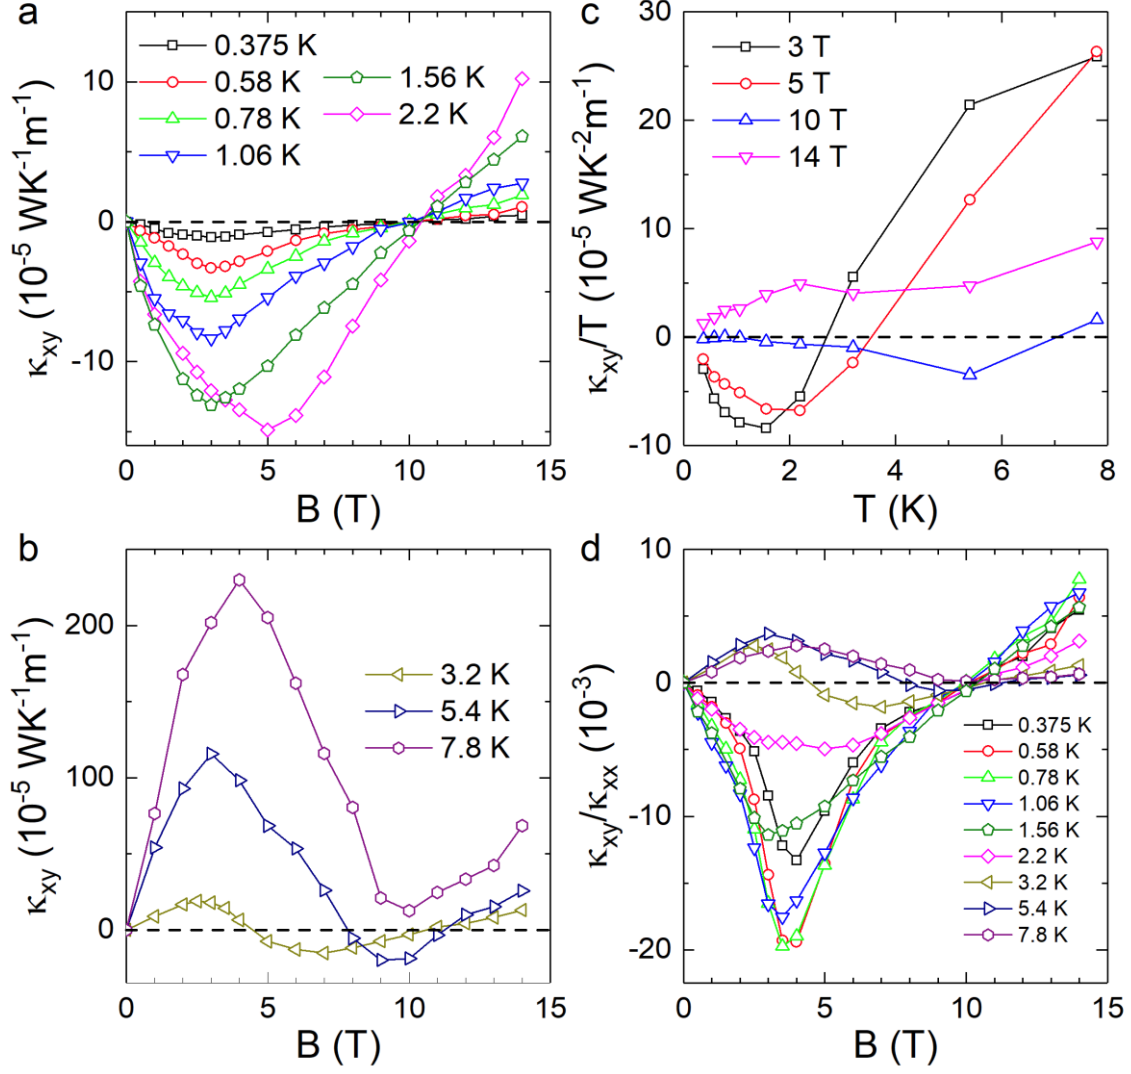 a
0.375 K
0.58 K
0.78 K
1.06 K
1.56 K
2.2 K
10
0
-10
κxy (10⁻⁵ WK⁻¹m⁻¹)
0 5 10 15
B (T)
c
3 T
5 T
10 T
14 T
30
20
10
0
-10
κxy/T (10⁻⁵ WK⁻²m⁻¹)
0 2 4 6 8
T (K)
b
3.2 K
5.4 K
7.8 K
200
100
0
κxy (10⁻⁵ WK⁻¹m⁻¹)
0 5 10 15
B (T)
d
0.375 K
0.58 K
0.78 K
1.06 K
1.56 K
2.2 K
3.2 K
5.4 K
7.8 K
10
0
-10
-20
κxy/κxx (10⁻³)
0 5 10 15
B (T)